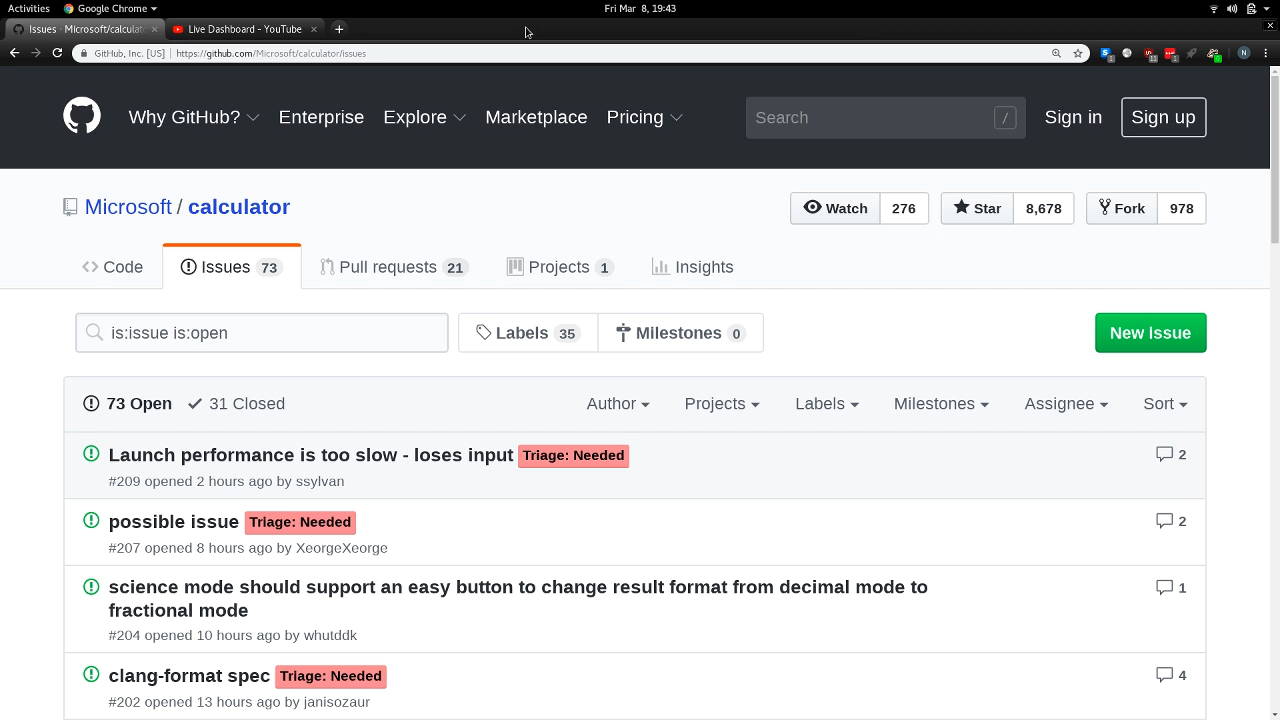 Activities Google Chrome Fri Mar 8, 19:43
Issues - Microsoft/calculat Live Dashboard - YouTube
GitHub, Inc. [US] https://github.com/Microsoft/calculator/issues
Why GitHub? Enterprise Explore Marketplace Pricing Search / Sign in Sign up
Microsoft / calculator Watch 276 Star 8,678 Fork 978
Code Issues 73 Pull requests 21 Projects 1 Insights
is:issue is:open Labels 35 Milestones 0 New Issue
73 Open 31 Closed Author Projects Labels Milestones Assignee Sort
Launch performance is too slow - loses input Triage: Needed 2
#209 opened 2 hours ago by ssylvan
possible issue Triage: Needed 2
#207 opened 8 hours ago by XeorgeXeorge
science mode should support an easy button to change result format from decimal mode to 1
fractional mode
#204 opened 10 hours ago by whutddk
clang-format spec Triage: Needed 4
#202 opened 13 hours ago by janisozaur